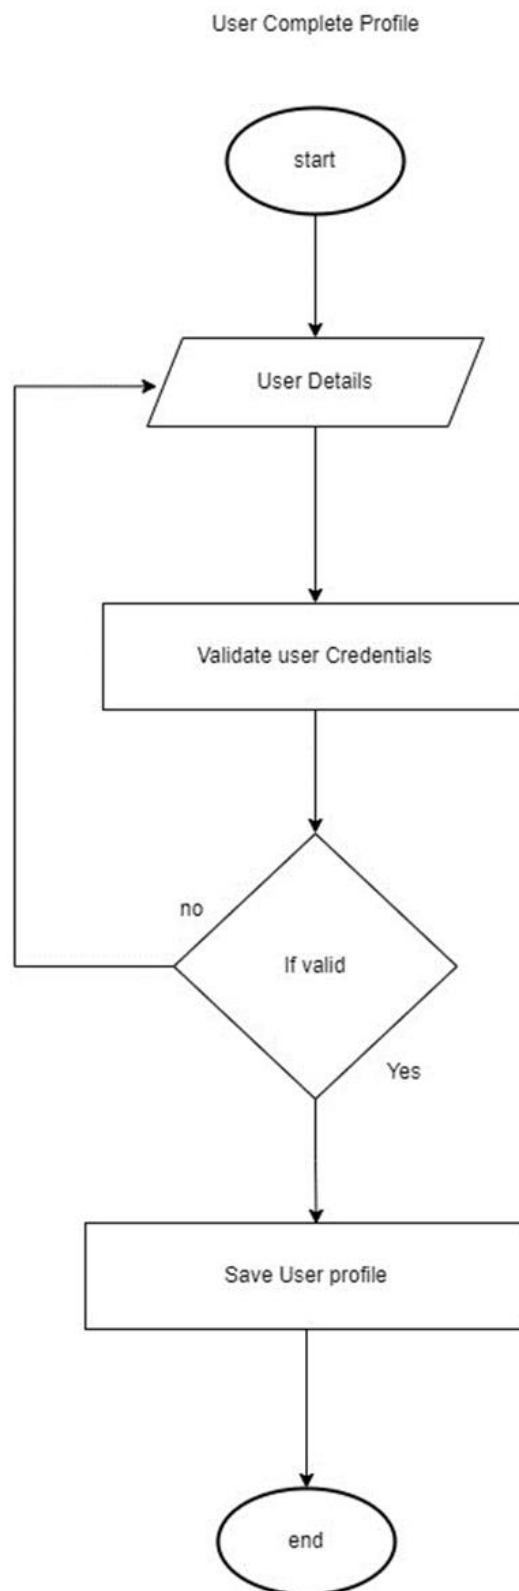 User Complete Profile
start
User Details
Validate user Credentials
no
If valid
Yes
Save User profile
end